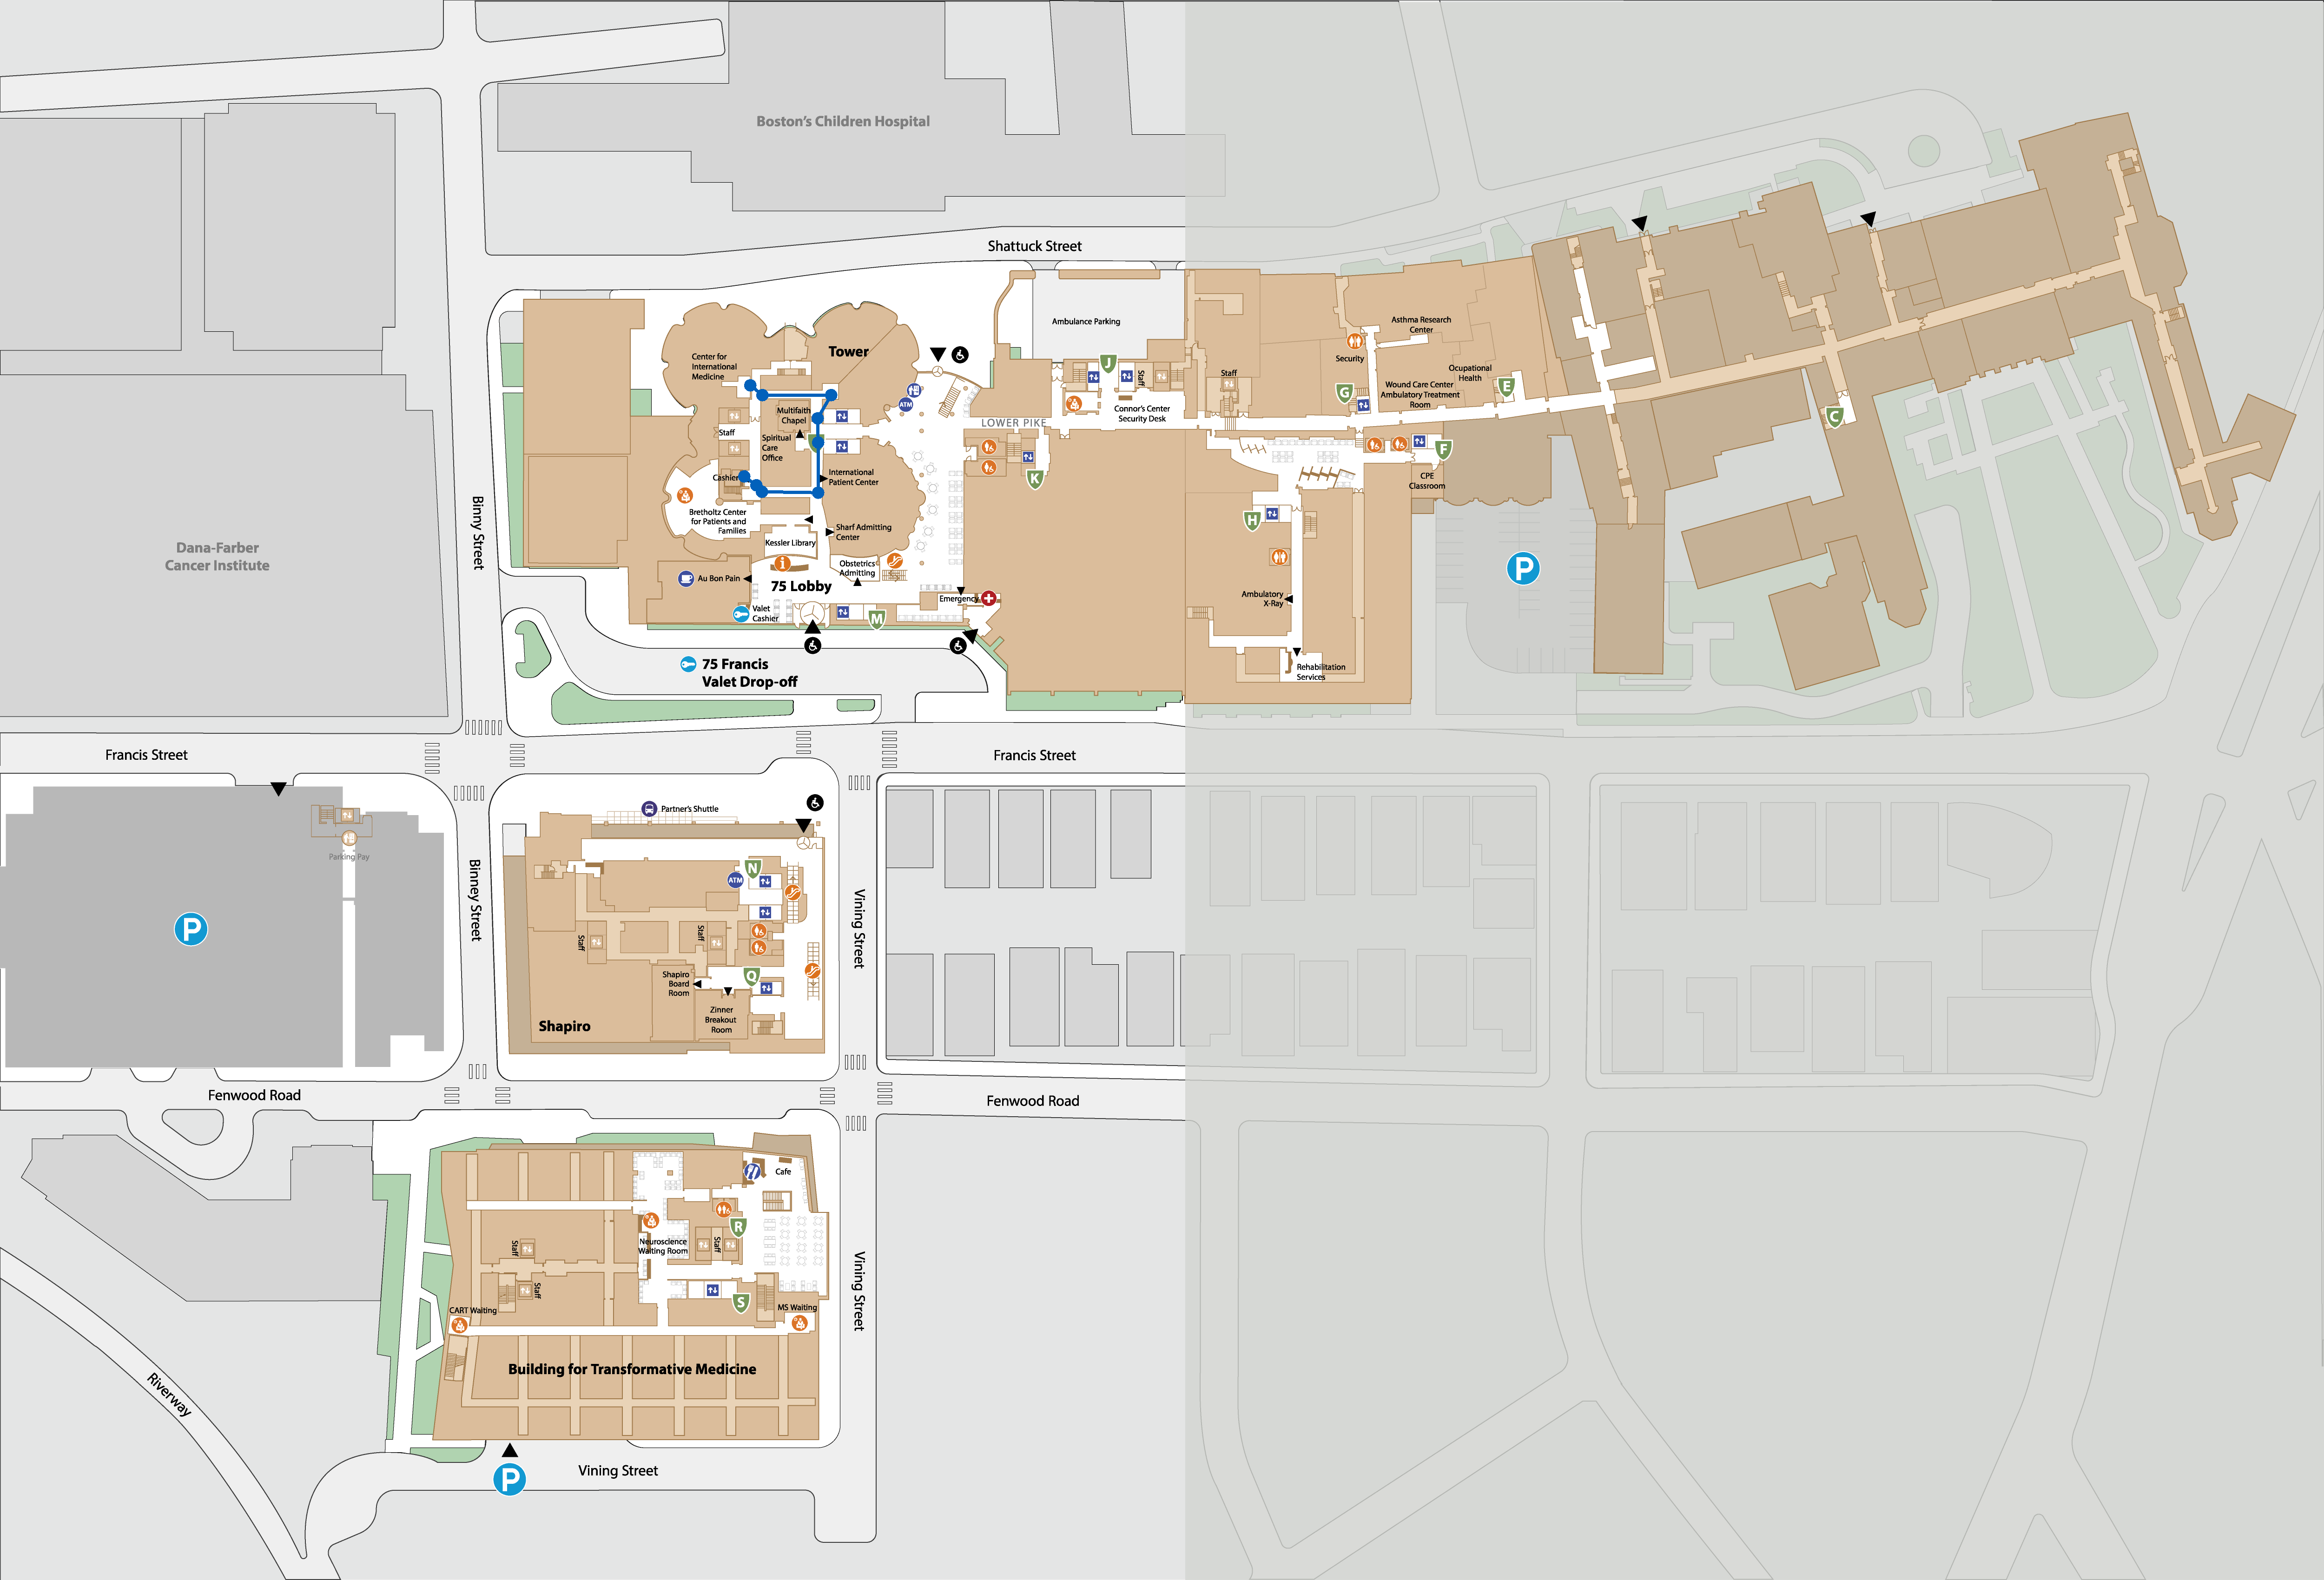 Boston's Children Hospital
Shattuck Street
Ambulance Parking
Asthma Research
Center
Security
Center for
International
Medicine
Tower
Staff
Staff
Ocupational
Health
E
J
G
Wound Care Center
Ambulatory Treatment
Room
ATM
Connor's Center
Security Desk
C
Multifaith
Chapel
LOWER PIKE
Staff
Spiritual
Care
Office
F
K
Cashier
International
Patient Center
CPE
Classroom
Binny Street
Bretholtz Center
for Patients and
Families
H
Sharf Admitting
Center
Kessler Library
Dana-Farber
Cancer Institute
i
Obstetrics
Admitting
P
Au Bon Pain
75 Lobby
Emergency
Ambulatory
X-Ray
Valet
Cashier
M
75 Francis
Valet Drop-off
Rehabilitation
Services
Francis Street
Francis Street
Partner's Shuttle
Parking Pay
N
ATM
Binney Street
Vining Street
P
Staff
Staff
Shapiro
Board
Room
Q
Zinner
Breakout
Room
Shapiro
Fenwood Road
Fenwood Road
Cafe
R
Neuroscience
Waiting Room
Staff
Staff
Staff
S
Vining Street
CART Waiting
MS Waiting
Building for Transformative Medicine
Riverway
P
Vining Street